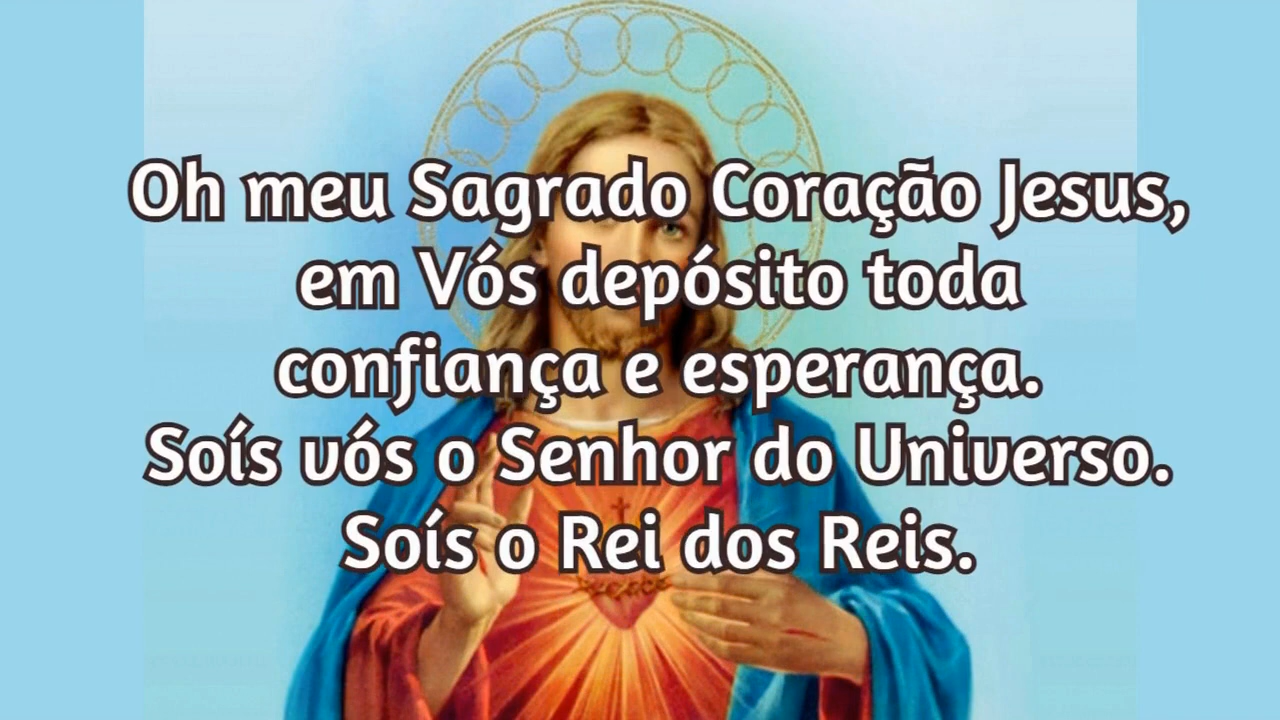 Oh meu Sagrado Coração Jesus,
em Vós depósito toda
confiança e esperança.
Soís vós o Senhor do Universo.
Soís o Rei dos Reis.